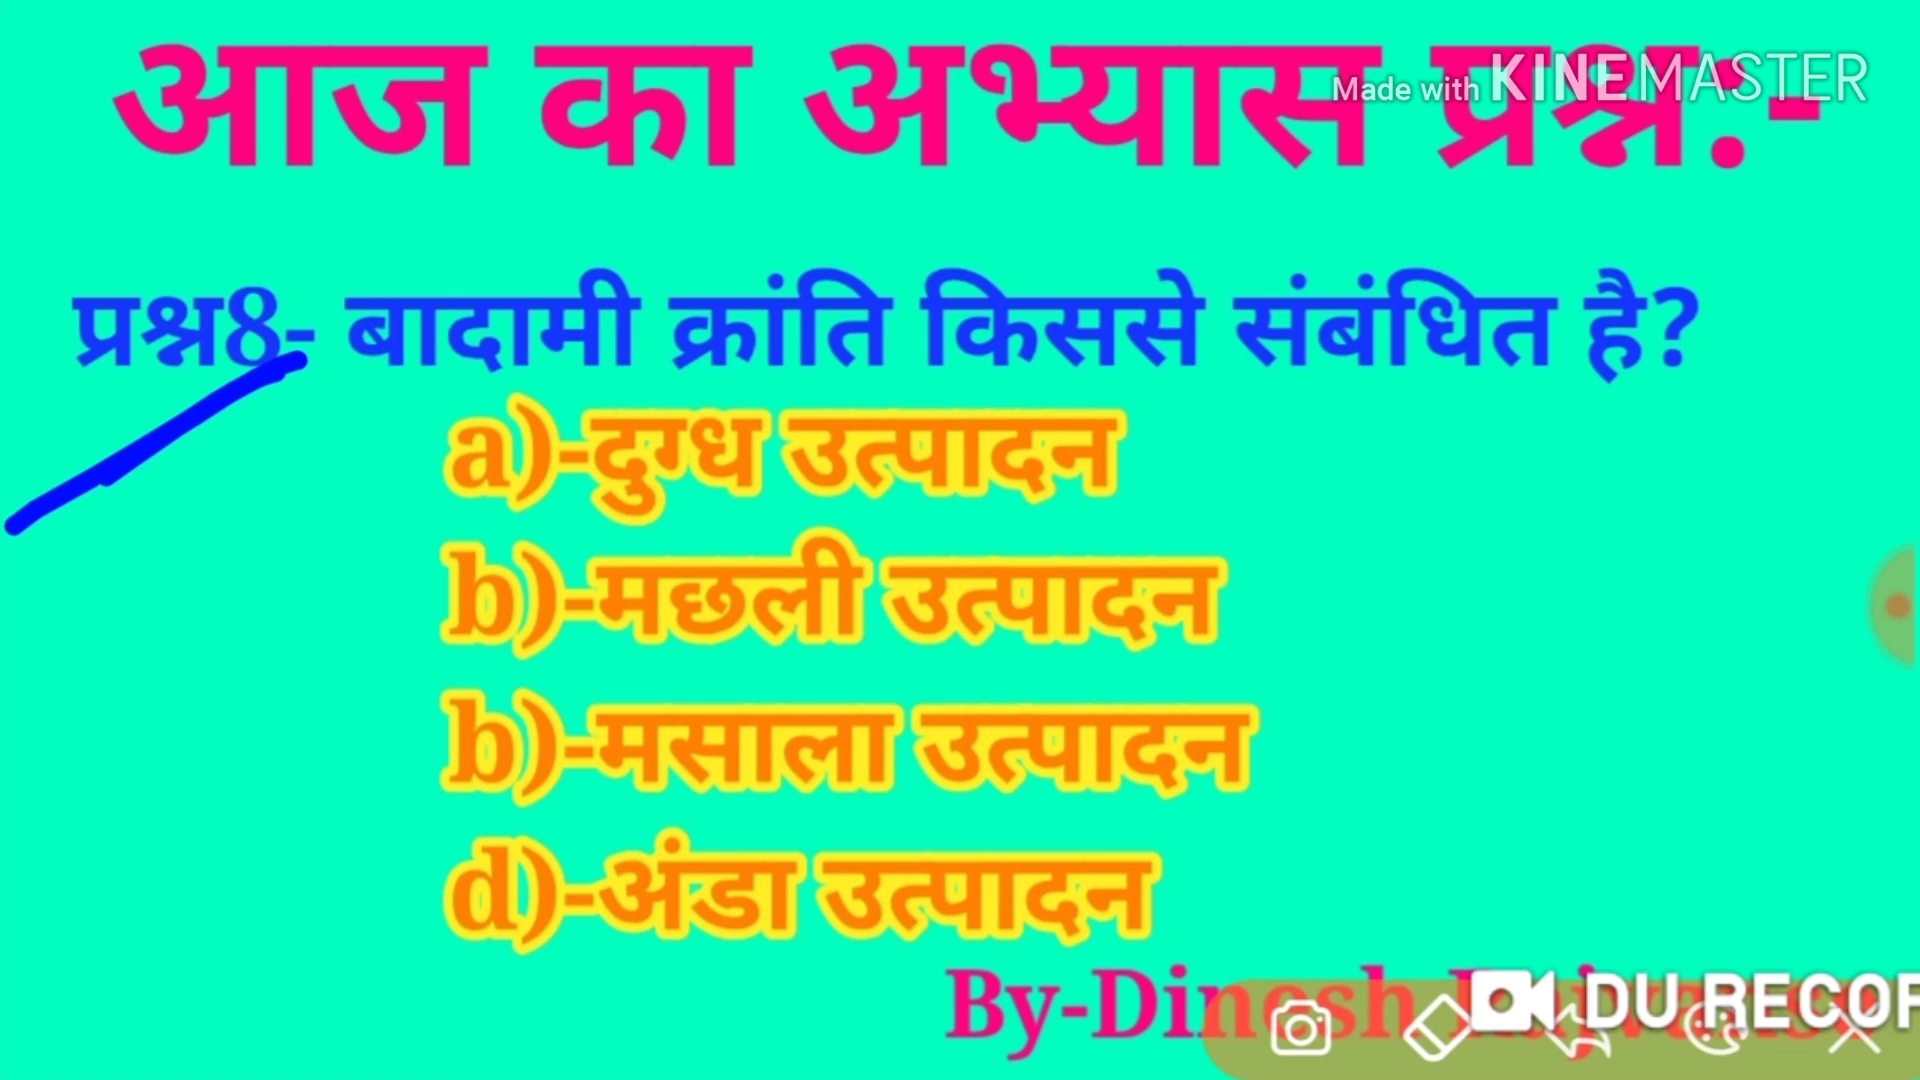 आज का अभ्यास प्रश्न:-
Made with KINEMASTER
प्रश्न8- बादामी क्रांति किससे संबंधित है?
a)-दुग्ध उत्पादन
b)-मछली उत्पादन
b)-मसाला उत्पादन
d)-अंडा उत्पादन
By-Dinesh
DU RECOR